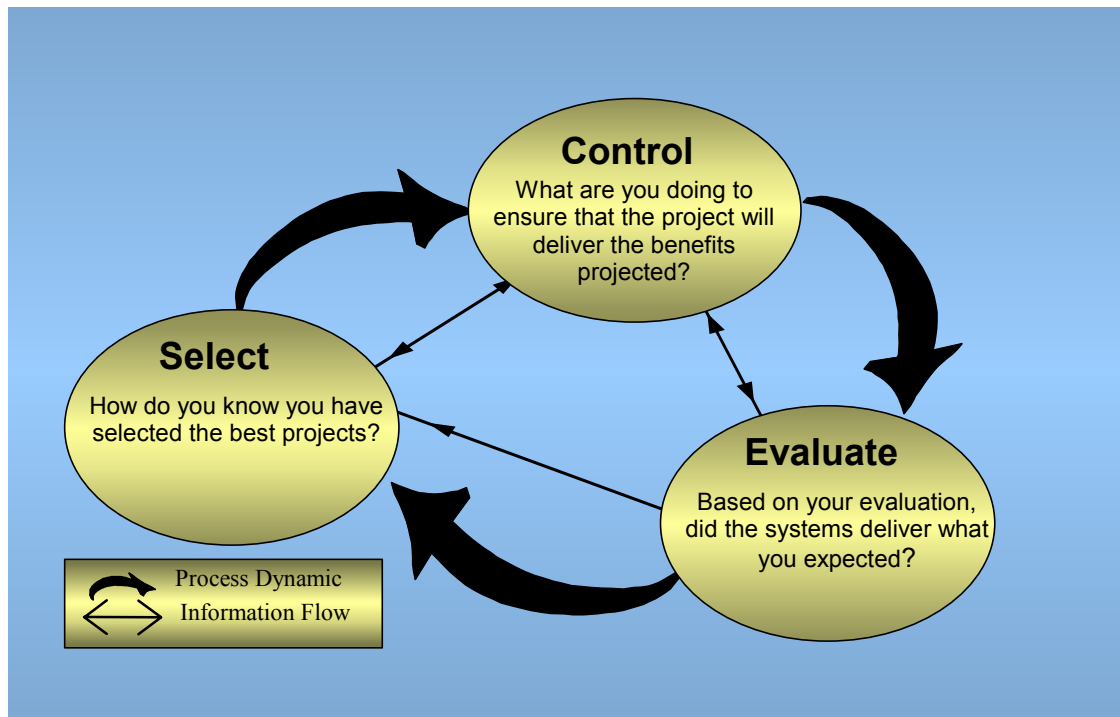 Control
What are you doing to
ensure that the project will
deliver the benefits
projected?
Select
How do you know you have
selected the best projects?
Evaluate
Based on your evaluation,
did the systems deliver what
you expected?
Process Dynamic
Information Flow